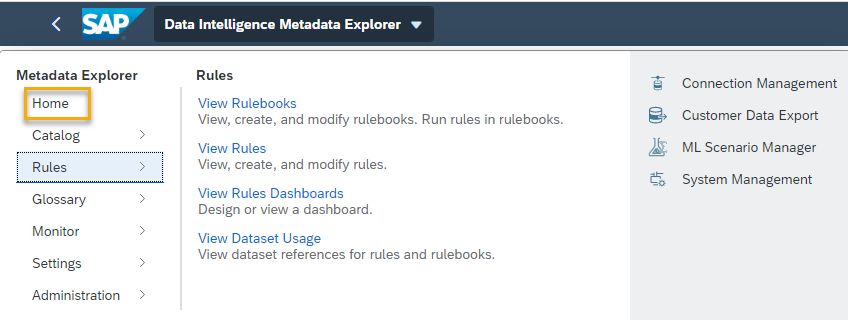 SAP
Data Intelligence Metadata Explorer
Metadata Explorer
Home
Catalog
Rules
Glossary
Monitor
Settings
Administration
Rules
View Rulebooks
View, create, and modify rulebooks. Run rules in rulebooks.
View Rules
View, create, and modify rules.
View Rules Dashboards
Design or view a dashboard.
View Dataset Usage
View dataset references for rules and rulebooks.
Connection Management
Customer Data Export
ML Scenario Manager
System Management